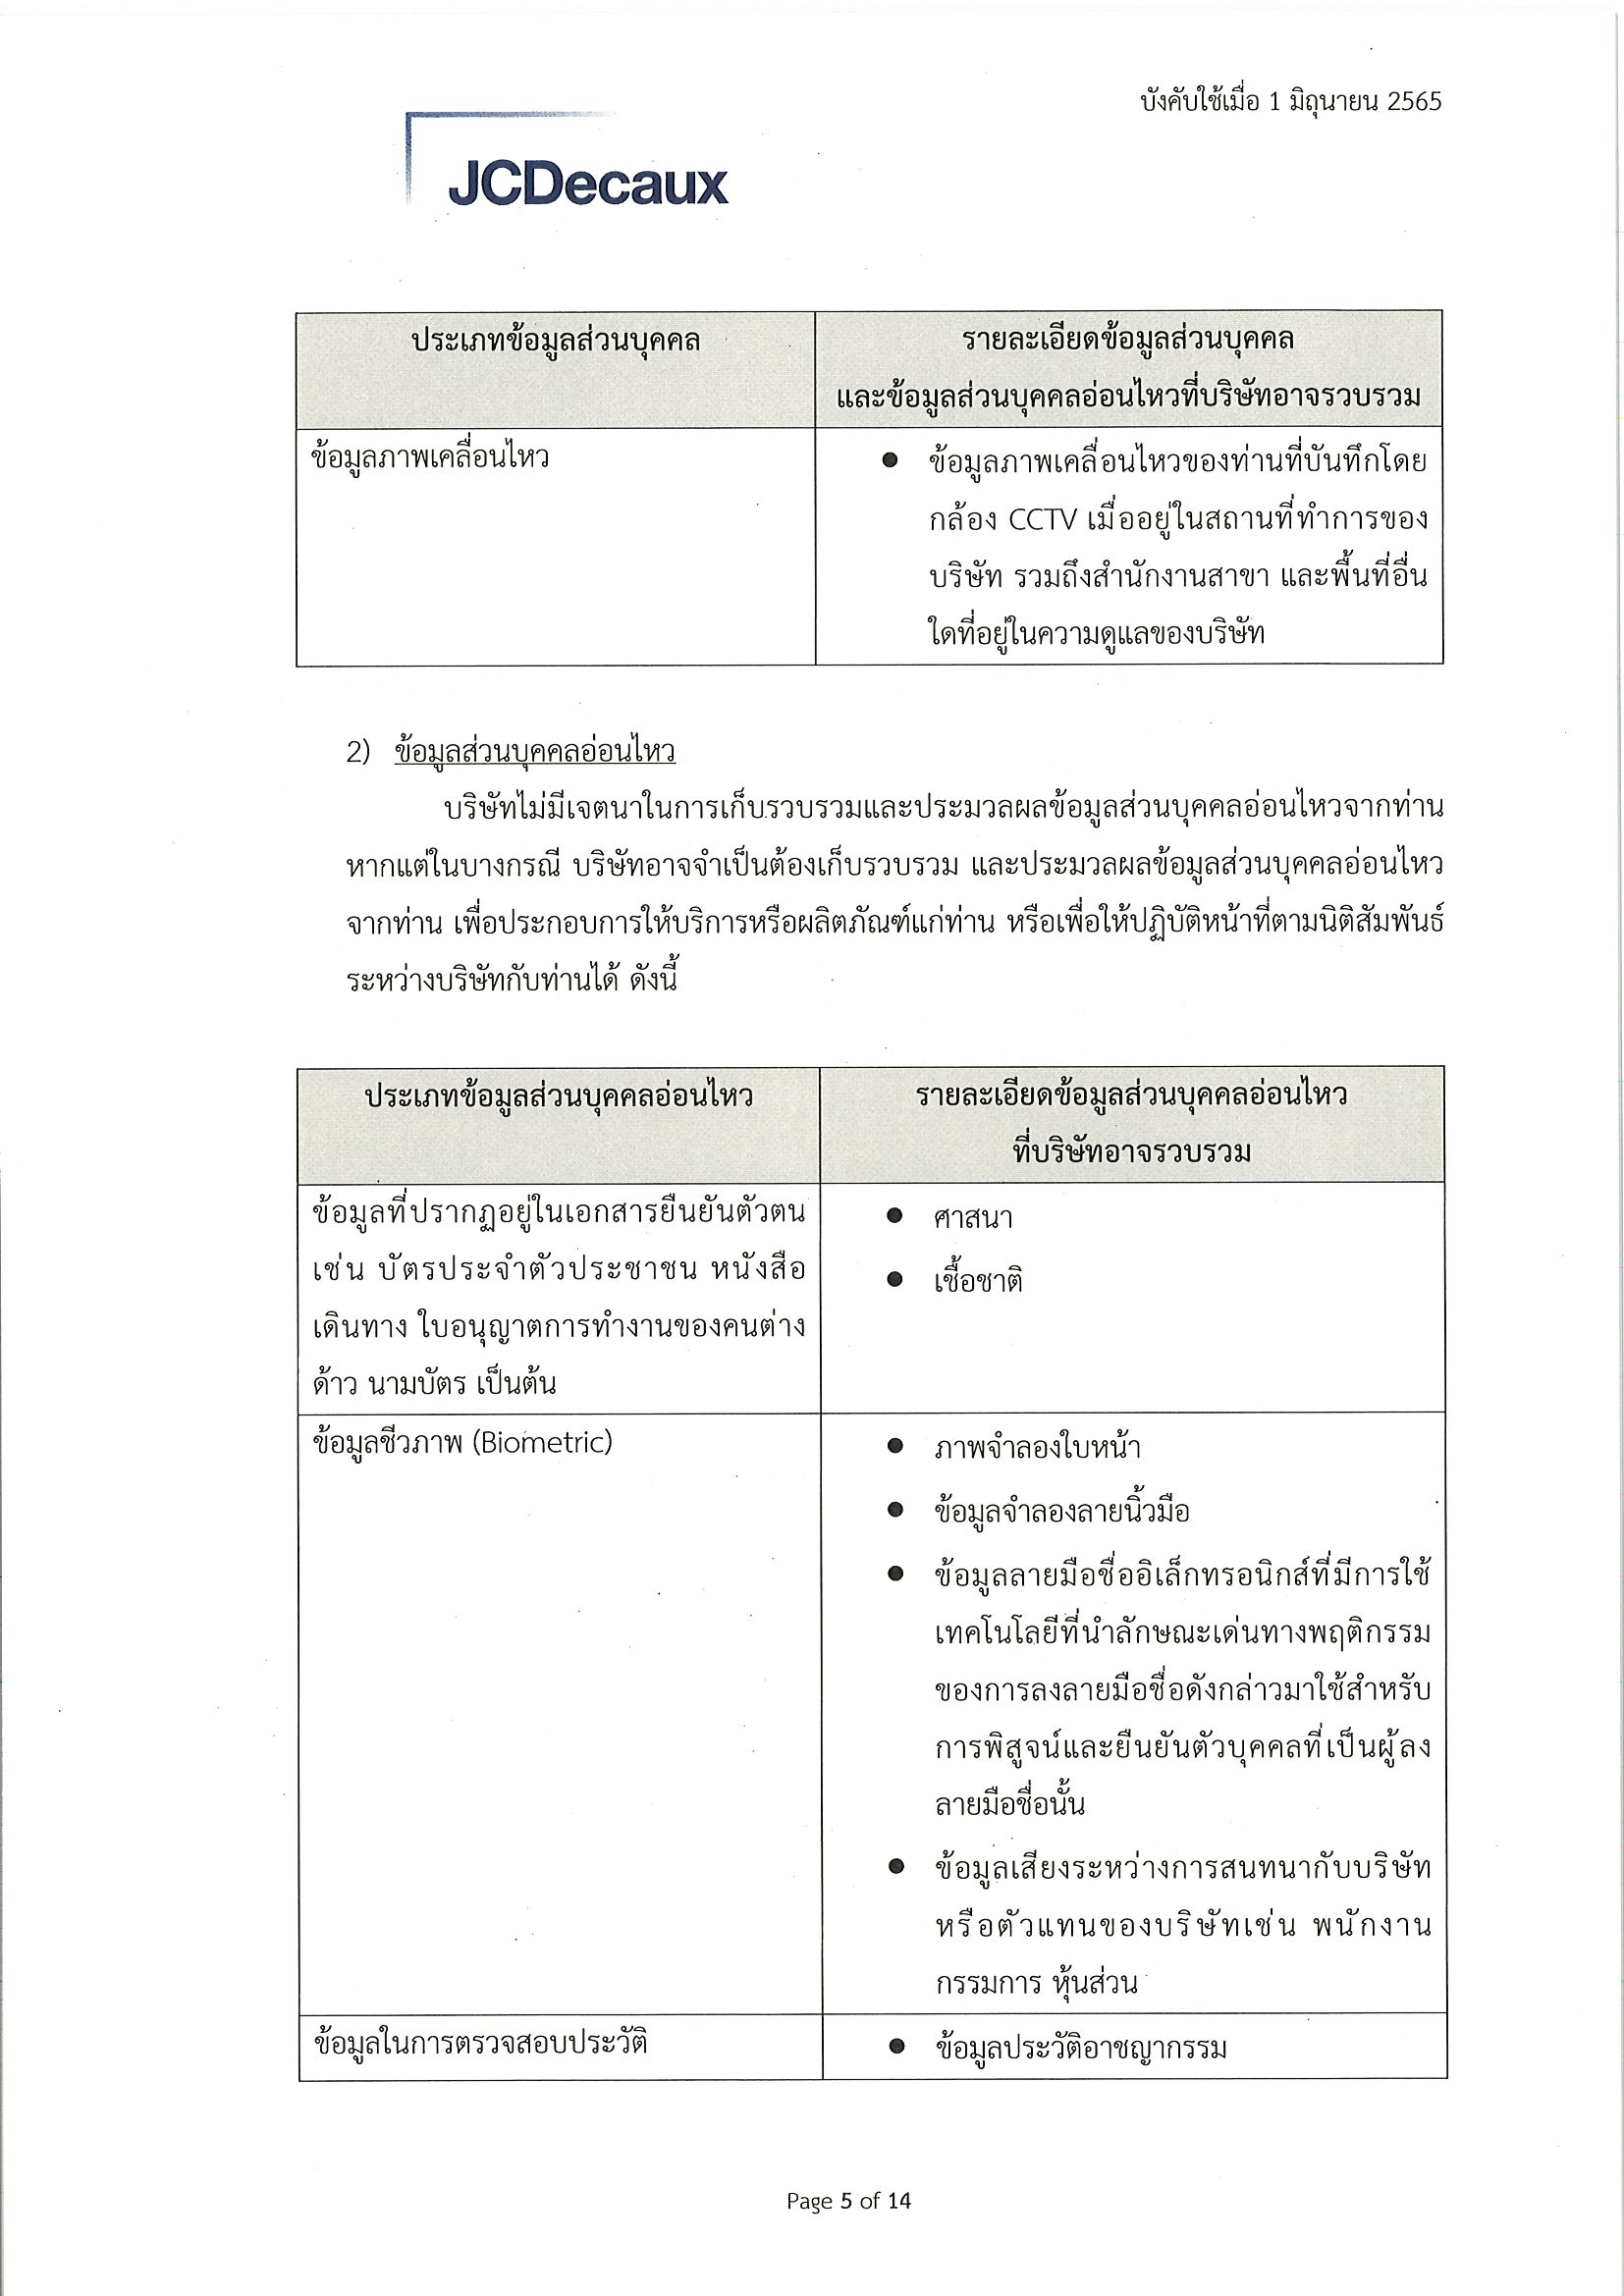 บังคับใช้เมื่อ 1 มิถุนายน 2565
JCDecaux
ประเภทข้อมูลส่วนบุคคล
รายละเอียดข้อมูลส่วนบุคคล
และข้อมูลส่วนบุคคลอ่อนไหวที่บริษัทอาจรวบรวม
ข้อมูลภาพเคลื่อนไหว
● ข้อมูลภาพเคลื่อนไหวของท่านที่บันทึกโดย
กล้อง CCTV เมื่ออยู่ในสถานที่ทำการของ
บริษัท รวมถึงสำนักงานสาขา และพื้นที่อื่น
ใดที่อยู่ในความดูแลของบริษัท
2) ข้อมูลส่วนบุคคลอ่อนไหว
บริษัทไม่มีเจตนาในการเก็บรวบรวมและประมวลผลข้อมูลส่วนบุคคลอ่อนไหวจากท่าน
หากแต่ในบางกรณี บริษัทอาจจำเป็นต้องเก็บรวบรวม และประมวลผลข้อมูลส่วนบุคคลอ่อนไหว
จากท่าน เพื่อประกอบการให้บริการหรือผลิตภัณฑ์แก่ท่าน หรือเพื่อให้ปฏิบัติหน้าที่ตามนิติสัมพันธ์
ระหว่างบริษัทกับท่านได้ ดังนี้
ประเภทข้อมูลส่วนบุคคลอ่อนไหว
รายละเอียดข้อมูลส่วนบุคคลอ่อนไหว
ที่บริษัทอาจรวบรวม
ข้อมูลที่ปรากฏอยู่ในเอกสารยืนยันตัวตน
เช่น บัตรประจำตัวประชาชน หนังสือ
เดินทาง ใบอนุญาตการทำงานของคนต่าง
ด้าว นามบัตร เป็นต้น
● ศาสนา
● เชื้อชาติ
ข้อมูลชีวภาพ (Biometric)
● ภาพจำลองใบหน้า
● ข้อมูลจำลองลายนิ้วมือ
● ข้อมูลลายมือชื่ออิเล็กทรอนิกส์ที่มีการใช้
เทคโนโลยีที่นำลักษณะเด่นทางพฤติกรรม
ของการลงลายมือชื่อดังกล่าวมาใช้สำหรับ
การพิสูจน์และยืนยันตัวบุคคลที่เป็นผู้ลง
ลายมือชื่อนั้น
● ข้อมูลเสียงระหว่างการสนทนากับบริษัท
หรือตัวแทนของบริษัทเช่น พนักงาน
กรรมการ หุ้นส่วน
ข้อมูลในการตรวจสอบประวัติ
● ข้อมูลประวัติอาชญากรรม
Page 5 of 14